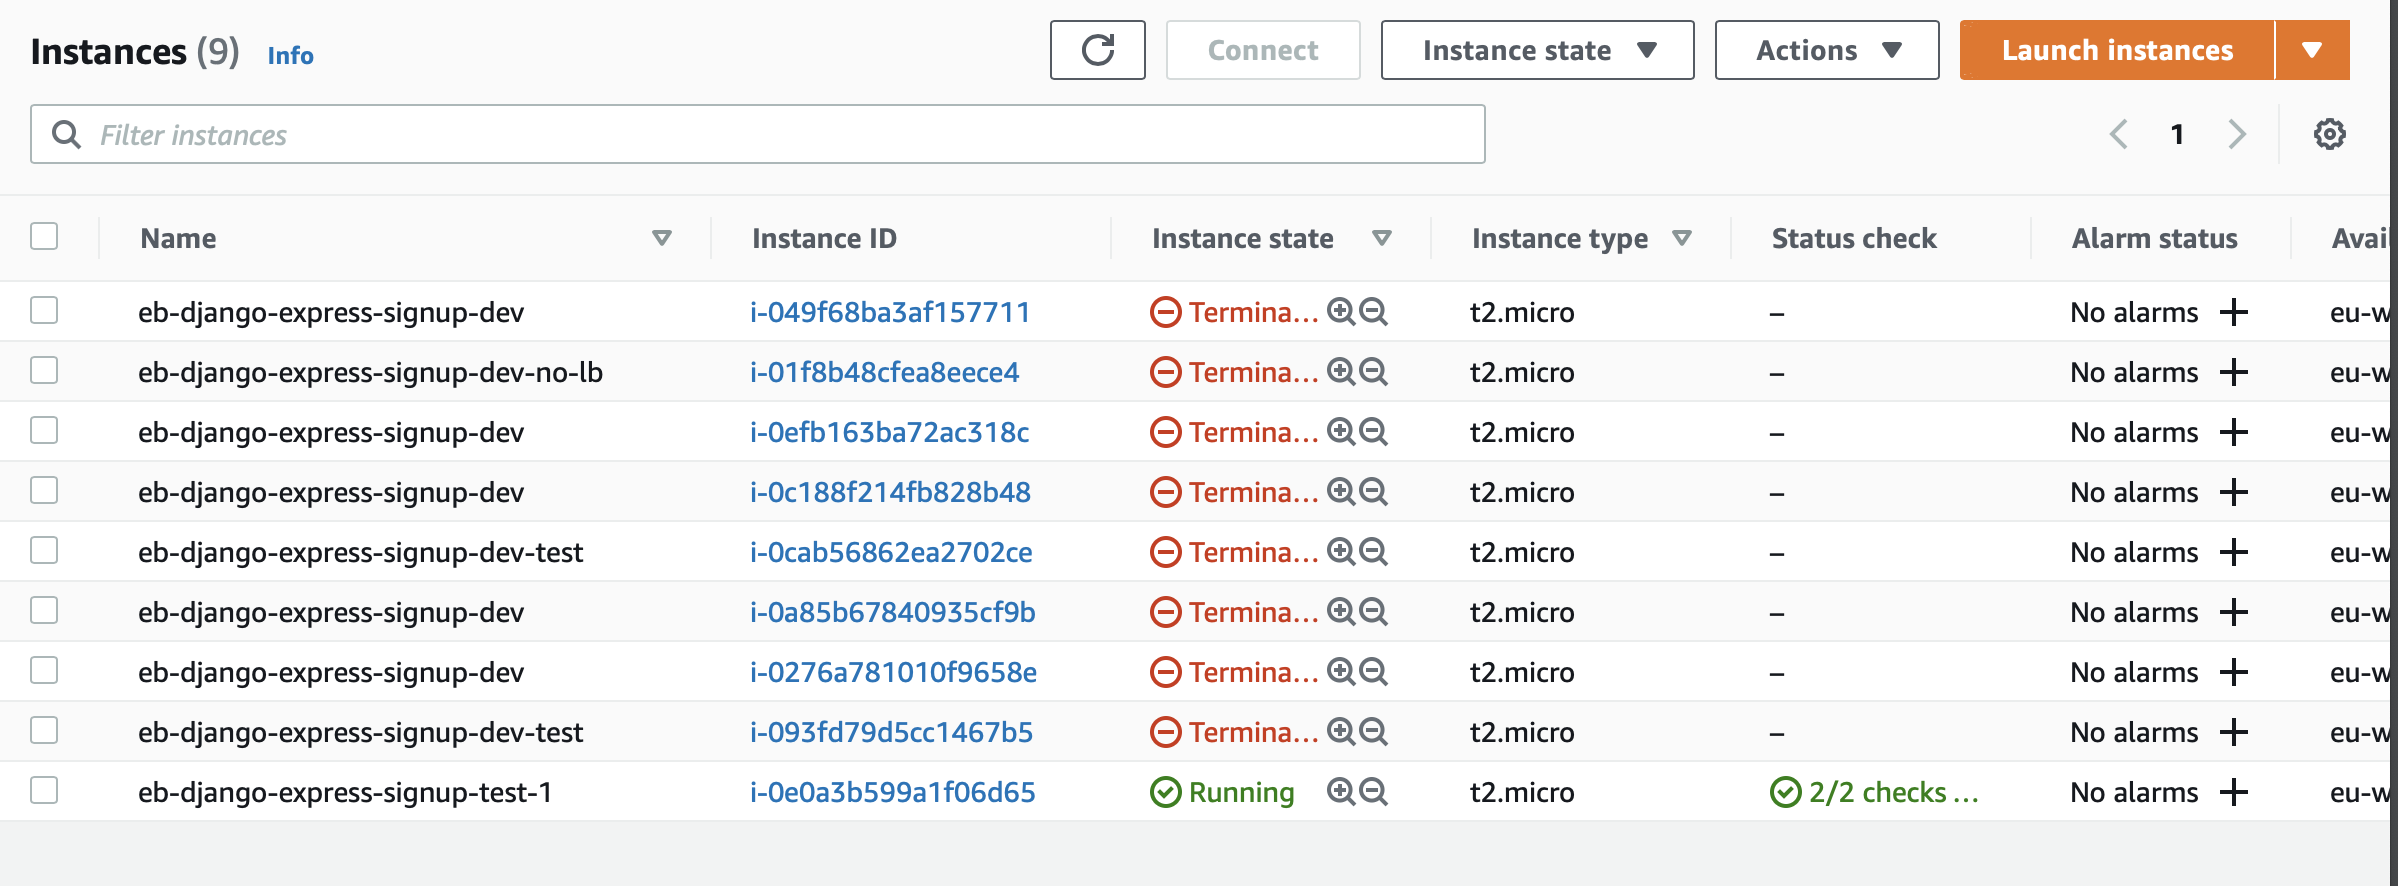 Instances (9) Info Connect Instance state Actions Launch instances
Filter instances 1
Name Instance ID Instance state Instance type Status check Alarm status Avail
eb-django-express-signup-dev i-049f68ba3af157711 Termina... t2.micro – No alarms + eu-w
eb-django-express-signup-dev-no-lb i-01f8b48cfea8eece4 Termina... t2.micro – No alarms + eu-w
eb-django-express-signup-dev i-0efb163ba72ac318c Termina... t2.micro – No alarms + eu-w
eb-django-express-signup-dev i-0c188f214fb828b48 Termina... t2.micro – No alarms + eu-w
eb-django-express-signup-dev-test i-0cab56862ea2702ce Termina... t2.micro – No alarms + eu-w
eb-django-express-signup-dev i-0a85b67840935cf9b Termina... t2.micro – No alarms + eu-w
eb-django-express-signup-dev i-0276a781010f9658e Termina... t2.micro – No alarms + eu-w
eb-django-express-signup-dev-test i-093fd79d5cc1467b5 Termina... t2.micro – No alarms + eu-w
eb-django-express-signup-test-1 i-0e0a3b599a1f06d65 Running t2.micro 2/2 checks ... No alarms + eu-w